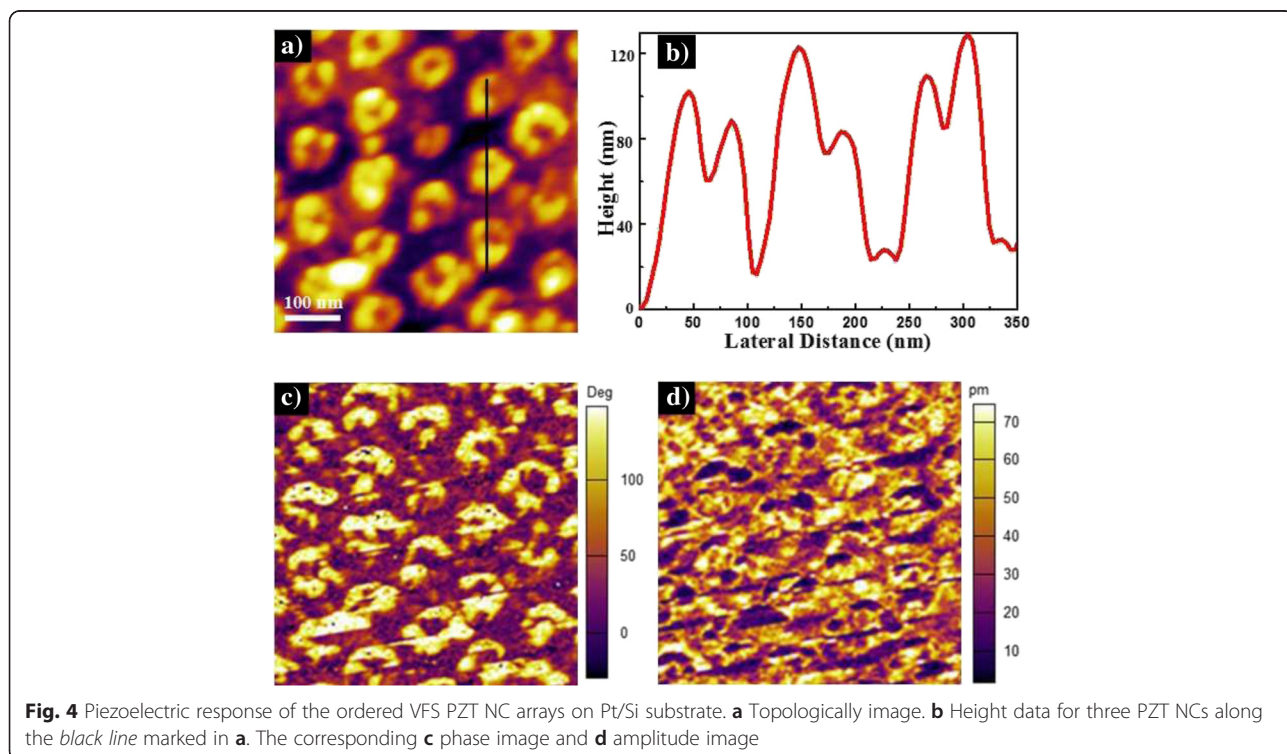 a)
100 nm
b)
Height (nm)
120
80
40
0
0 50 100 150 200 250 300 350
Lateral Distance (nm)
c)
Deg
100
50
0
d)
pm
70
60
50
40
30
20
10
Fig. 4 Piezoelectric response of the ordered VFS PZT NC arrays on Pt/Si substrate. a Topologically image. b Height data for three PZT NCs along
the black line marked in a. The corresponding c phase image and d amplitude image